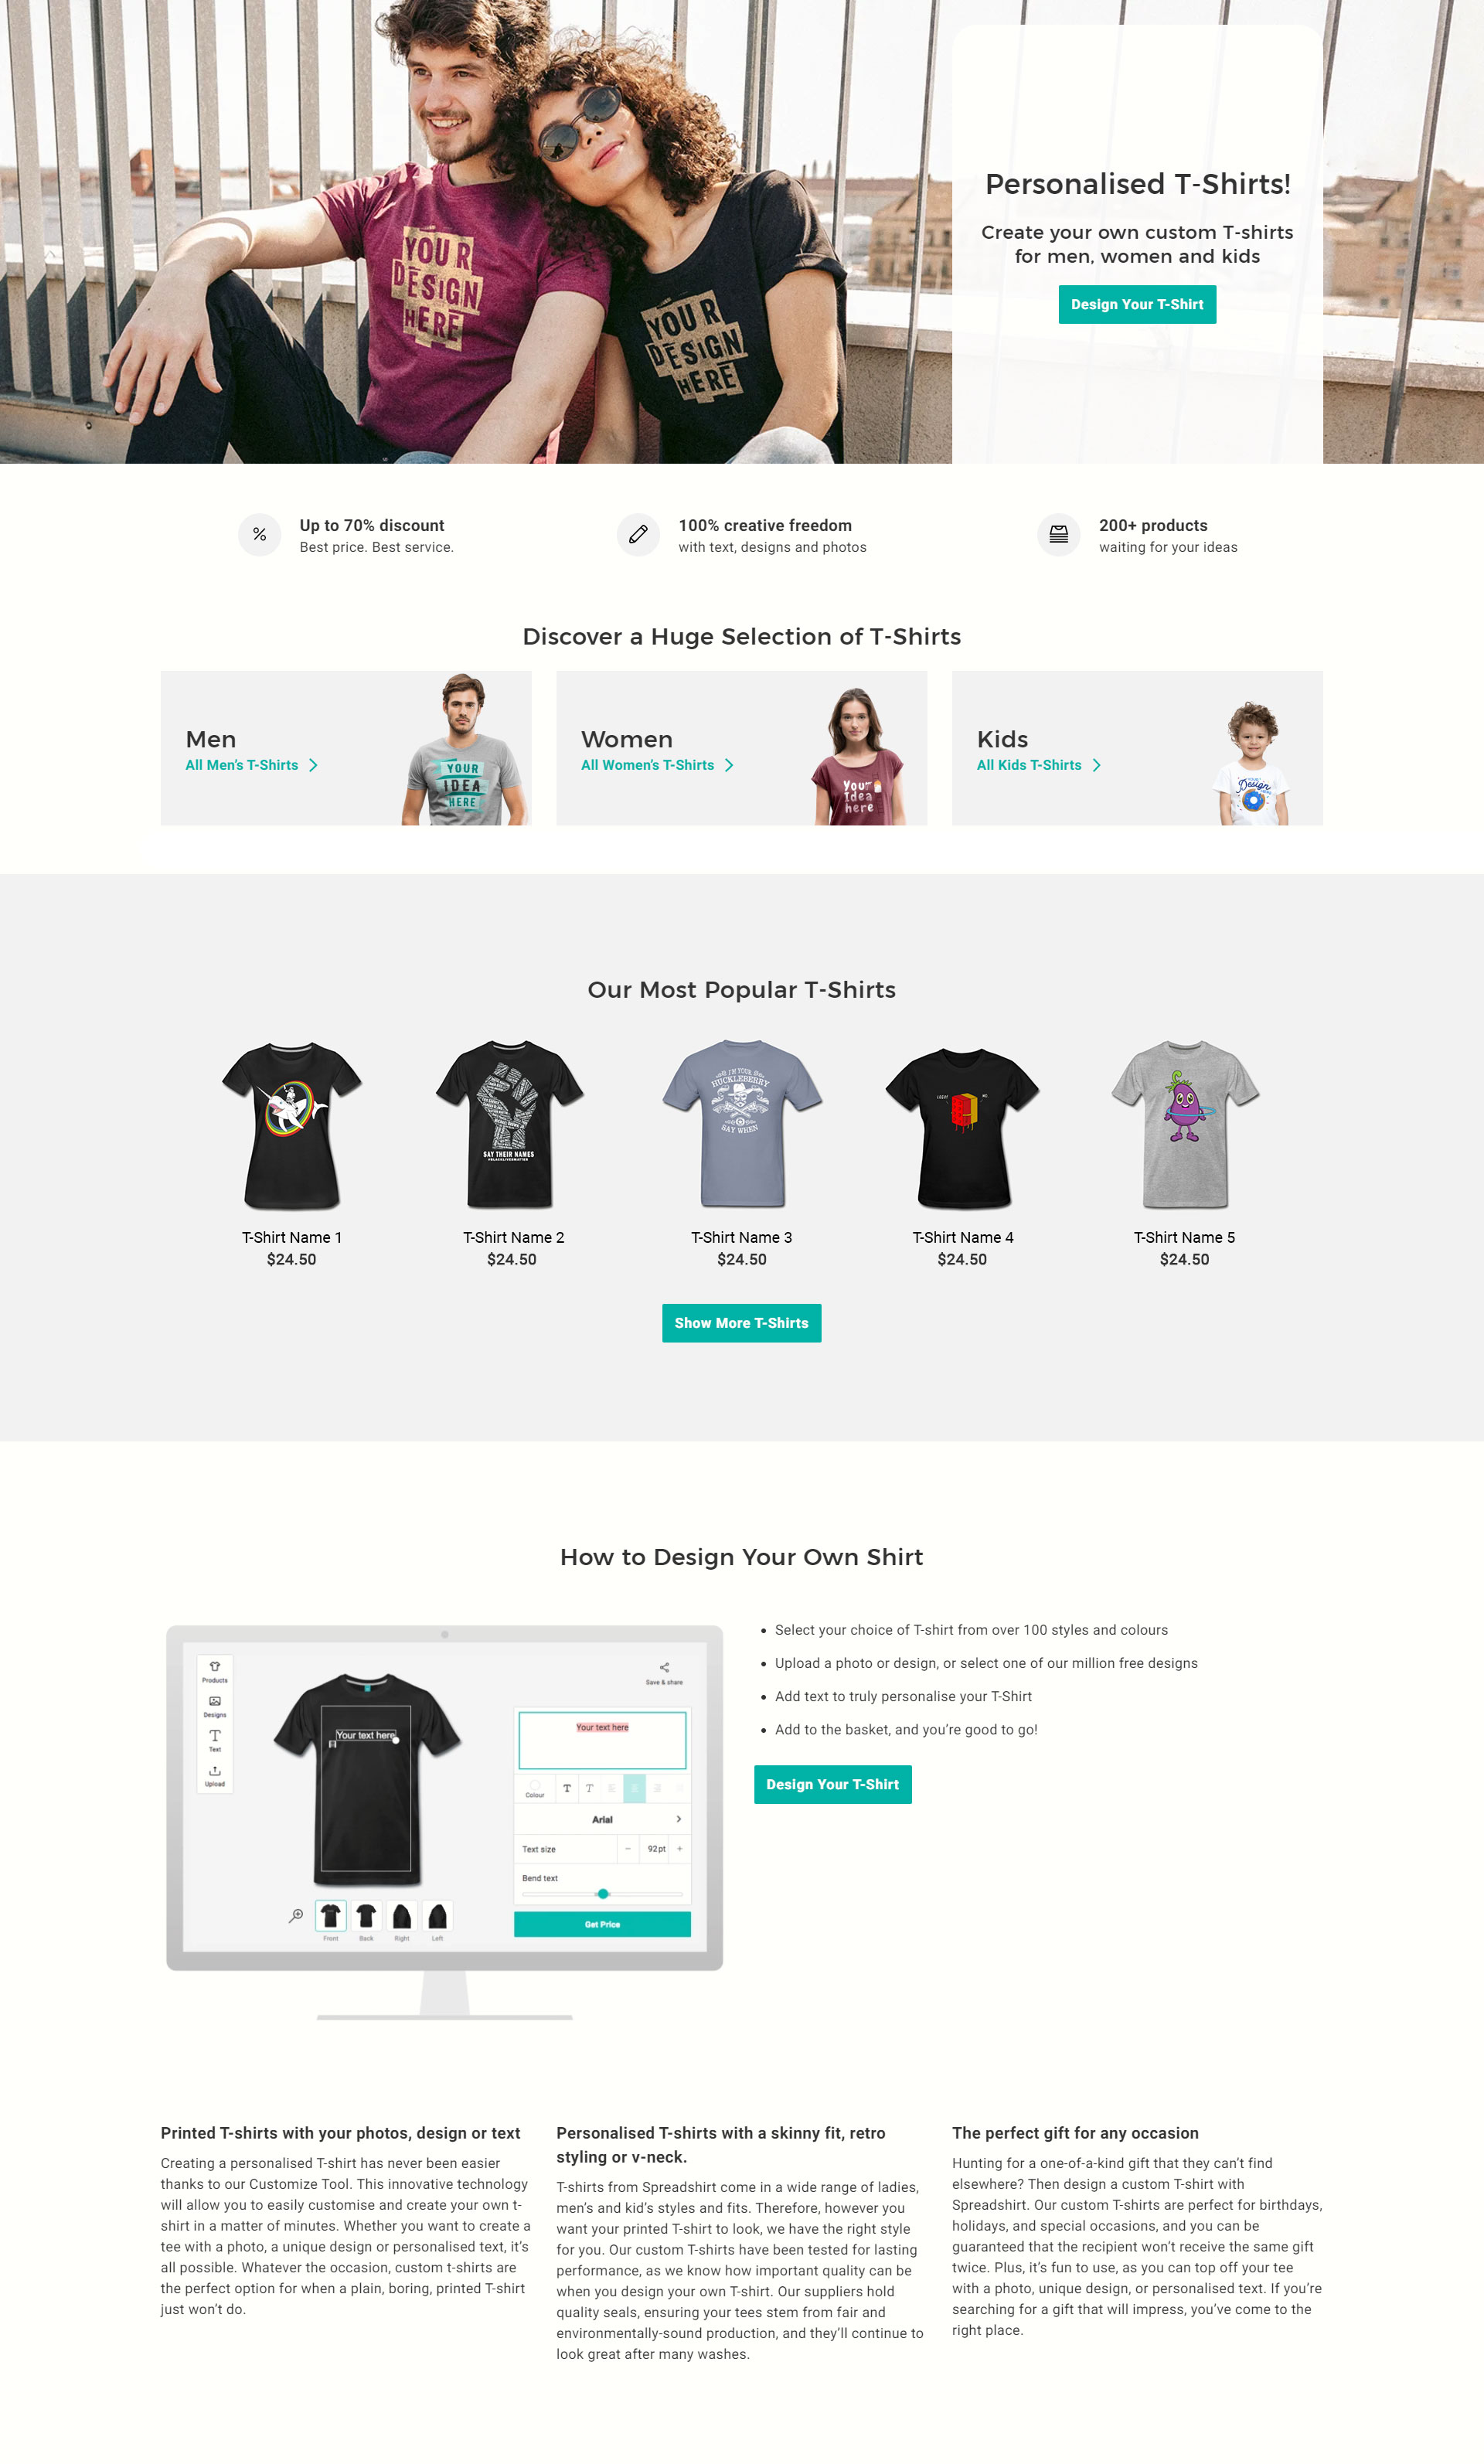 YOUR
DESIGN
HERE
YOUR
DESIGN
HERE
Personalised T-Shirts!
Create your own custom T-shirts
for men, women and kids
Design Your T-Shirt
%
Up to 70% discount
Best price. Best service.
100% creative freedom
with text, designs and photos
200+ products
waiting for your ideas
Discover a Huge Selection of T-Shirts
Men
All Men's T-Shirts
YOUR
IDEA
HERE
Women
All Women's T-Shirts
Your
Idea
here
Kids
All Kids T-Shirts
Design
Our Most Popular T-Shirts
SAY THEIR NAMES
#BLACKLIVESMATTER
I'M YOUR
HUCKLEBERRY
SAY WHEN
T-Shirt Name 1
$24.50
T-Shirt Name 2
$24.50
T-Shirt Name 3
$24.50
T-Shirt Name 4
$24.50
T-Shirt Name 5
$24.50
Show More T-Shirts
How to Design Your Own Shirt
Products
Designs
Text
Upload
Your text here
Front
Back
Right
Left
Save & share
Your text here
Colour
T
T
Arial
Text size
−
92pt
+
Bend text
Get Price
Select your choice of T-shirt from over 100 styles and colours
Upload a photo or design, or select one of our million free designs
Add text to truly personalise your T-Shirt
Add to the basket, and you're good to go!
Design Your T-Shirt
Printed T-shirts with your photos, design or text
Creating a personalised T-shirt has never been easier
thanks to our Customize Tool. This innovative technology
will allow you to easily customise and create your own t-
shirt in a matter of minutes. Whether you want to create a
tee with a photo, a unique design or personalised text, it's
all possible. Whatever the occasion, custom t-shirts are
the perfect option for when a plain, boring, printed T-shirt
just won't do.
Personalised T-shirts with a skinny fit, retro
styling or v-neck.
T-shirts from Spreadshirt come in a wide range of ladies,
men's and kid's styles and fits. Therefore, however you
want your printed T-shirt to look, we have the right style
for you. Our custom T-shirts have been tested for lasting
performance, as we know how important quality can be
when you design your own T-shirt. Our suppliers hold
quality seals, ensuring your tees stem from fair and
environmentally-sound production, and they'll continue to
look great after many washes.
The perfect gift for any occasion
Hunting for a one-of-a-kind gift that they can't find
elsewhere? Then design a custom T-shirt with
Spreadshirt. Our custom T-shirts are perfect for birthdays,
holidays, and special occasions, and you can be
guaranteed that the recipient won't receive the same gift
twice. Plus, it's fun to use, as you can top off your tee
with a photo, unique design, or personalised text. If you're
searching for a gift that will impress, you've come to the
right place.